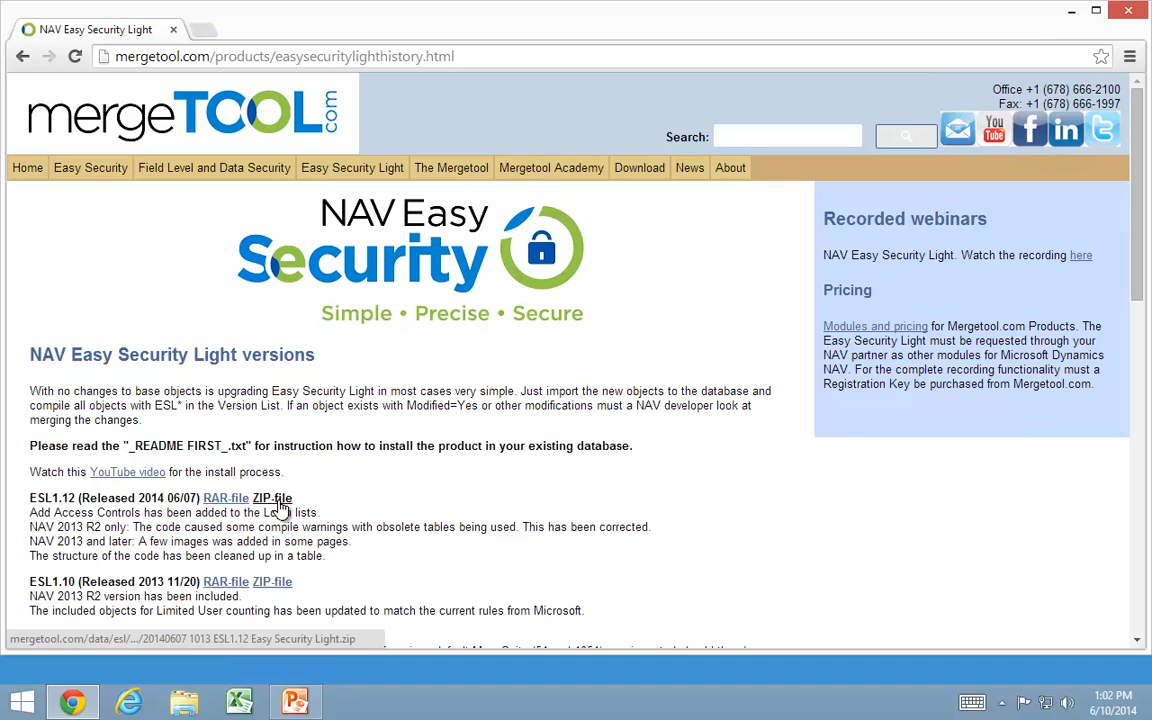 NAV Easy Security Light
mergetool.com/products/easysecuritylighthistory.html
mergeTOOL.com
Office +1 (678) 666-2100
Fax: +1 (678) 666-1997
Search:
You
Tube
Home Easy Security Field Level and Data Security Easy Security Light The Mergetool Mergetool Academy Download News About
NAV Easy
Security
Simple • Precise • Secure
Recorded webinars
NAV Easy Security Light. Watch the recording here
Pricing
Modules and pricing for Mergetool.com Products. The
Easy Security Light must be requested through your
NAV partner as other modules for Microsoft Dynamics
NAV. For the complete recording functionality must a
Registration Key be purchased from Mergetool.com.
NAV Easy Security Light versions
With no changes to base objects is upgrading Easy Security Light in most cases very simple. Just import the new objects to the database and
compile all objects with ESL* in the Version List. If an object exists with Modified=Yes or other modifications must a NAV developer look at
merging the changes.
Please read the "_README FIRST_.txt" for instruction how to install the product in your existing database.
Watch this YouTube video for the install process.
ESL1.12 (Released 2014 06/07) RAR-file ZIP-file
Add Access Controls has been added to the lists.
NAV 2013 R2 only: The code caused some compile warnings with obsolete tables being used. This has been corrected.
NAV 2013 and later: A few images was added in some pages.
The structure of the code has been cleaned up in a table.
ESL1.10 (Released 2013 11/20) RAR-file ZIP-file
NAV 2013 R2 version has been included.
The included objects for Limited User counting has been updated to match the current rules from Microsoft.
mergetool.com/data/esl/.../20140607 1013 ESL1.12 Easy Security Light.zip
1:02 PM
6/10/2014